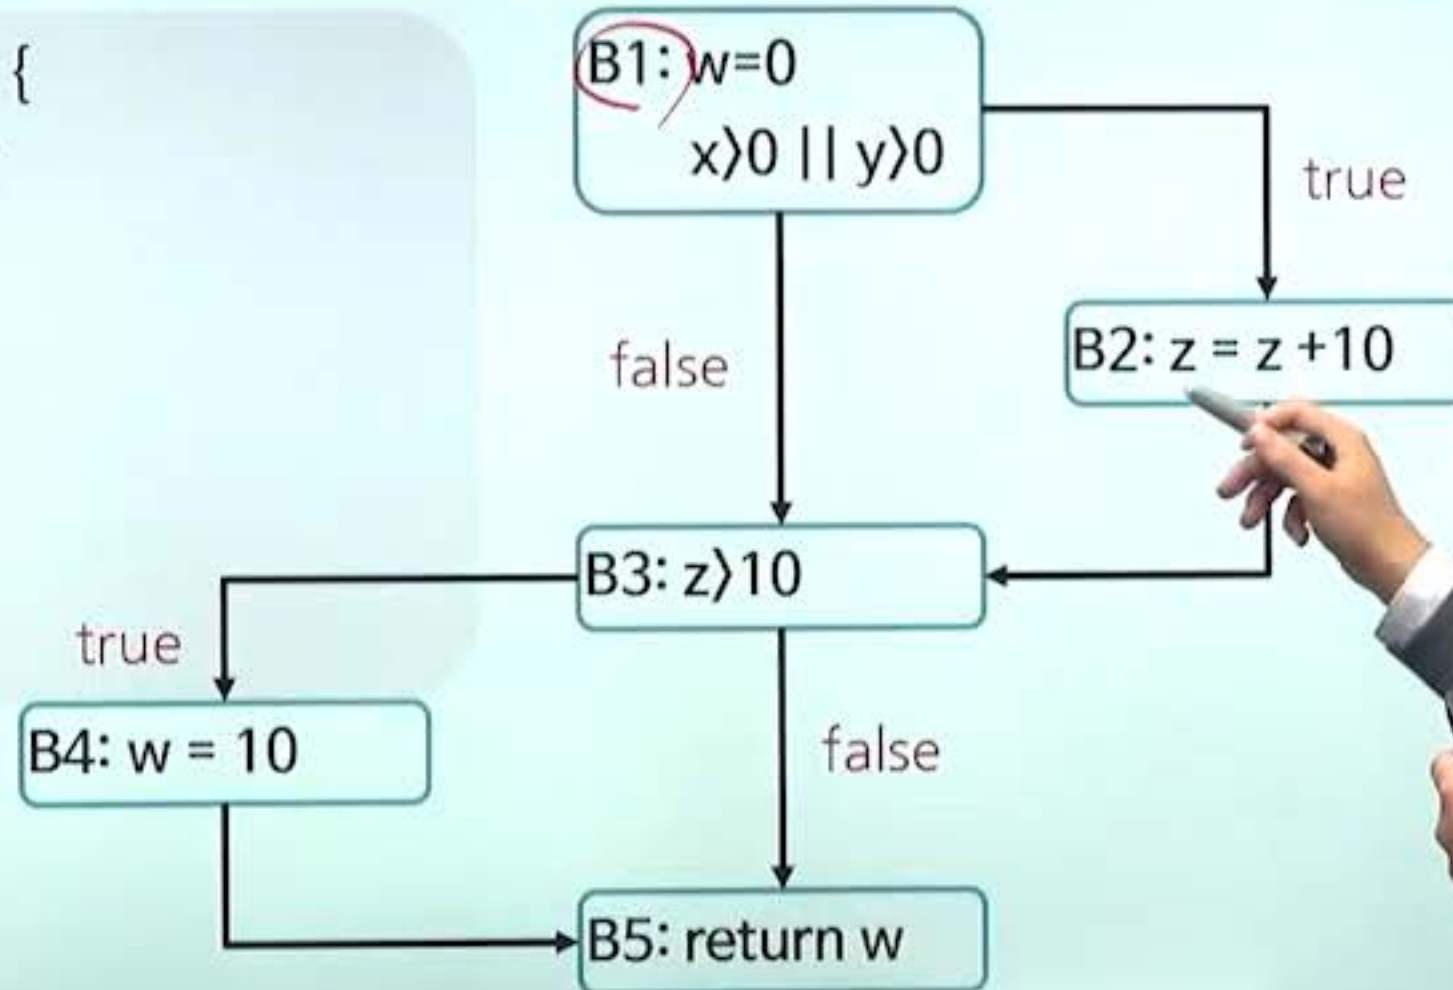 {
B1: w=0
x>0 || y>0
true
false
B2: z = z +10
B3: z>10
true
false
B4: w = 10
B5: return w